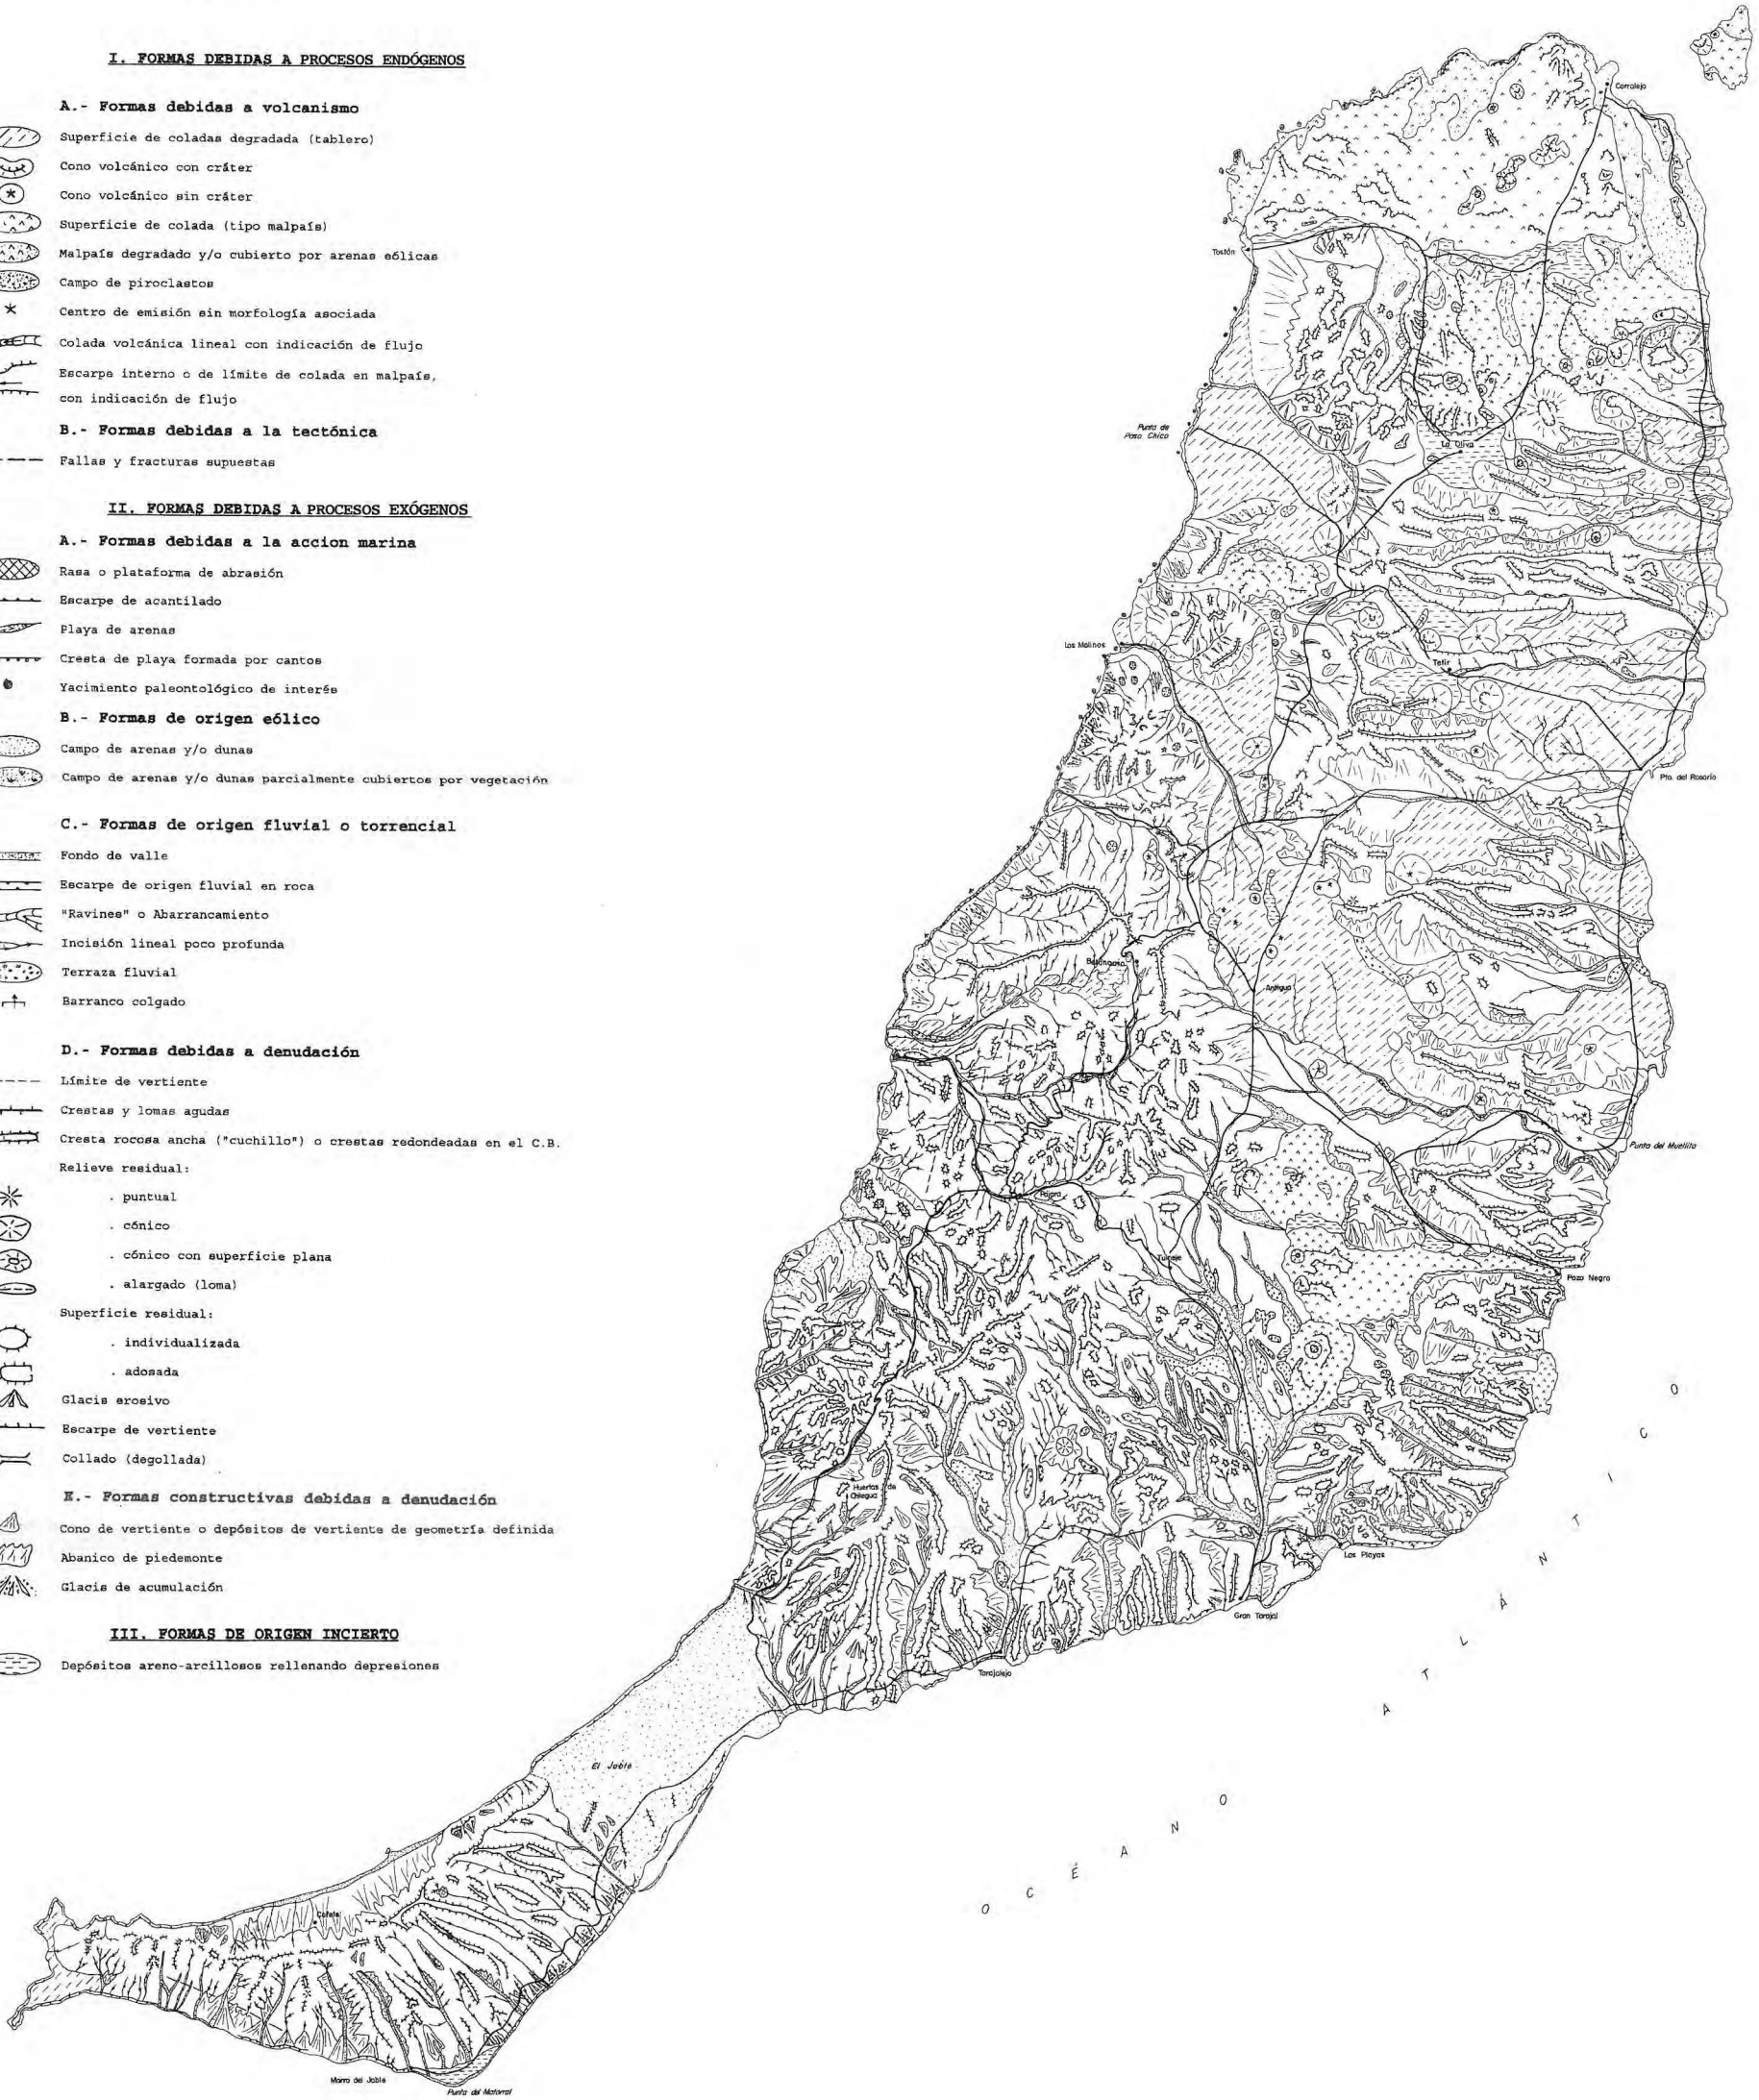 I. FORMAS DEBIDAS A PROCESOS ENDÓGENOS
A.- Formas debidas a volcanismo
Superficie de coladas degradada (tablero)
Cono volcánico con cráter
Cono volcánico sin cráter
Superficie de colada (tipo malpaís)
Malpaís degradado y/o cubierto por arenas eólicas
Campo de piroclastos
Centro de emisión sin morfología asociada
Colada volcánica lineal con indicación de flujo
Escarpe interno o de límite de colada en malpaís,
con indicación de flujo
B.- Formas debidas a la tectónica
Fallas y fracturas supuestas
II. FORMAS DEBIDAS A PROCESOS EXÓGENOS
A.- Formas debidas a la accion marina
Rasa o plataforma de abrasión
Escarpe de acantilado
Playa de arenas
Cresta de playa formada por cantos
Yacimiento paleontológico de interés
B.- Formas de origen eólico
Campo de arenas y/o dunas
Campo de arenas y/o dunas parcialmente cubiertos por vegetación
C.- Formas de origen fluvial o torrencial
Fondo de valle
Escarpe de origen fluvial en roca
"Ravines" o Abarrancamiento
Incisión lineal poco profunda
Terraza fluvial
Barranco colgado
D.- Formas debidas a denudación
Límite de vertiente
Crestas y lomas agudas
Cresta rocosa ancha ("cuchillo") o crestas redondeadas en el C.B.
Relieve residual:
. puntual
. cónico
. cónico con superficie plana
. alargado (loma)
Superficie residual:
. individualizada
. adosada
Glacis erosivo
Escarpe de vertiente
Collado (degollada)
E.- Formas constructivas debidas a denudación
Cono de vertiente o depósitos de vertiente de geometría definida
Abanico de piedemonte
Glacis de acumulación
III. FORMAS DE ORIGEN INCIERTO
Depósitos areno-arcillosos rellenando depresiones
Corralejo
Tostón
Punta de
Paso Chico
La Oliva
Los Molinos
Tetir
Pto. del Rosario
Betancuria
Antigua
Punta del Muellito
Pájara
Tuineje
Pozo Negro
Huertas de
Chilegua
Las Playas
Gran Tarajal
Tarajalejo
El Jable
Cofete
Morro del Jable
Punta del Matorral
OCÉANO ATLÁNTICO